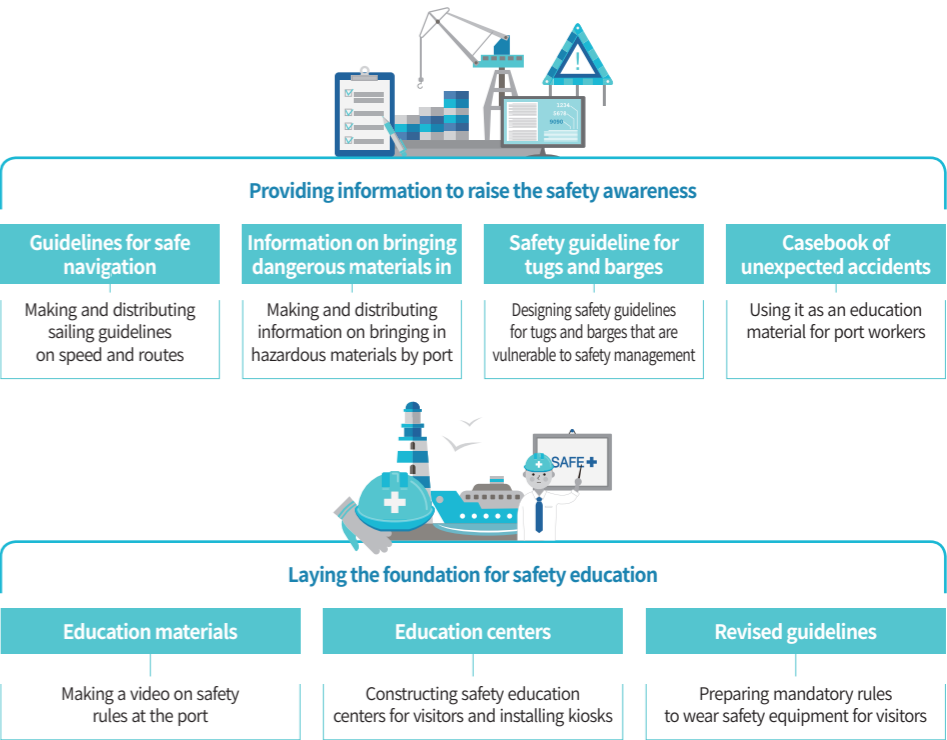 !
1234
5678
9090
Providing information to raise the safety awareness
Guidelines for safe
navigation
Making and distributing
sailing guidelines
on speed and routes
Information on bringing
dangerous materials in
Making and distributing
information on bringing in
hazardous materials by port
Safety guideline for
tugs and barges
Designing safety guidelines
for tugs and barges that are
vulnerable to safety management
Casebook of
unexpected accidents
Using it as an education
material for port workers
SAFE+
Laying the foundation for safety education
Education materials
Making a video on safety
rules at the port
Education centers
Constructing safety education
centers for visitors and installing kiosks
Revised guidelines
Preparing mandatory rules
to wear safety equipment for visitors